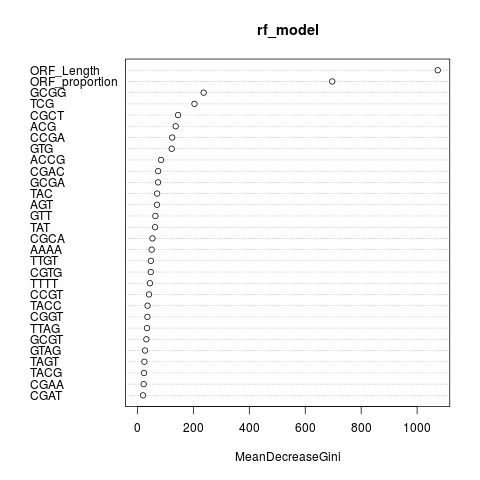 rf_model
ORF_Length
ORF_proportion
GCGG
TCG
CGCT
ACG
CCGA
GTG
ACCG
CGAC
GCGA
TAC
AGT
GTT
TAT
CGCA
AAAA
TTGT
CGTG
TTTT
CCGT
TACC
CGGT
TTAG
GCGT
GTAG
TAGT
TACG
CGAA
CGAT
0 200 400 600 800 1000
MeanDecreaseGini